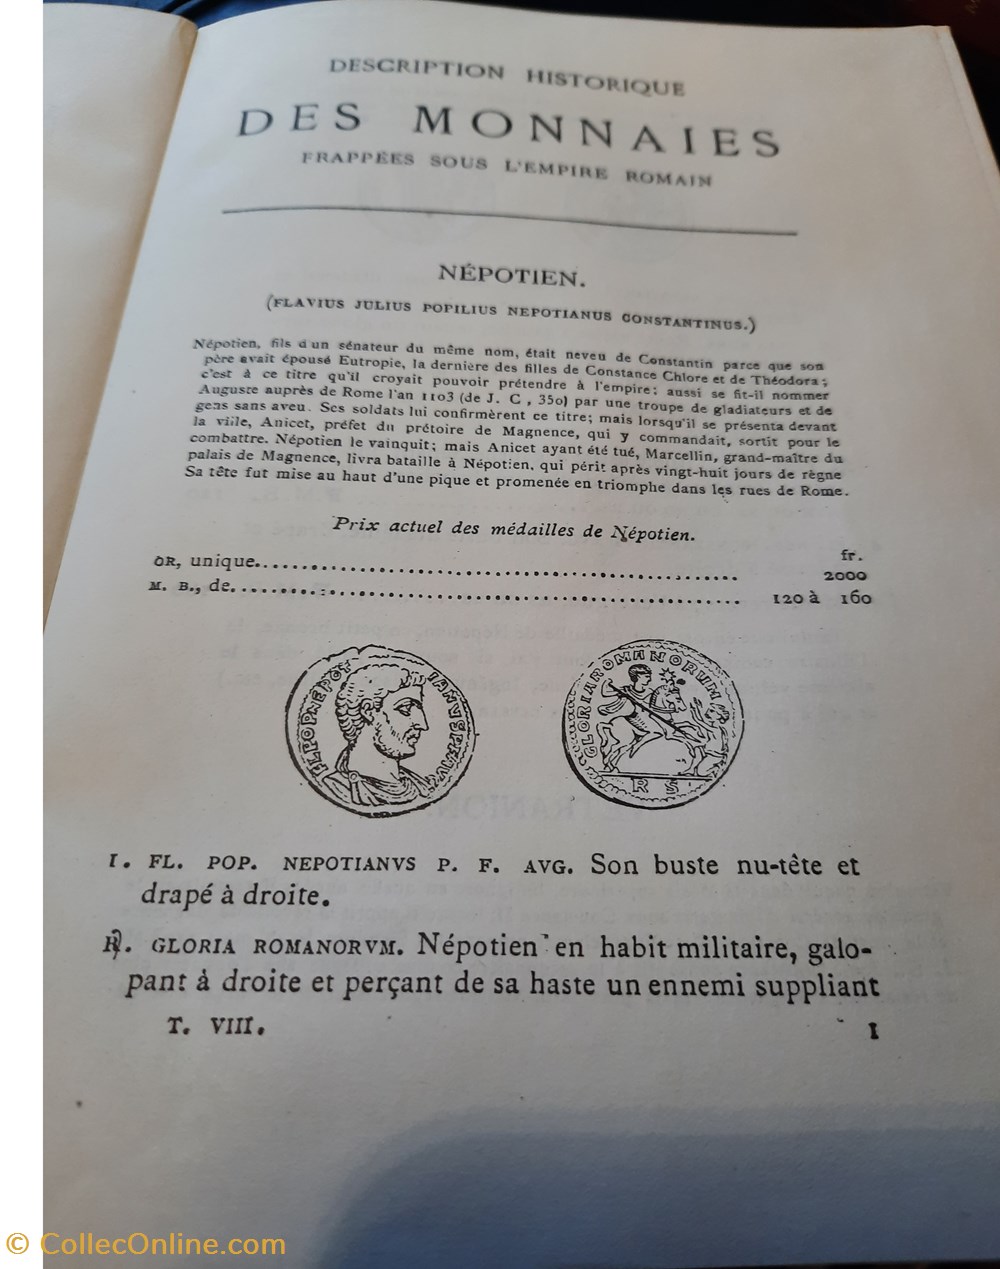 DESCRIPTION HISTORIQUE
DES MONNAIES
FRAPPÉES SOUS L'EMPIRE ROMAIN
NÉPOTIEN.
(FLAVIUS JULIUS POPILIUS NEPOTIANUS CONSTANTINUS.)
Népotien, fils d un sénateur du même nom, était neveu de Constantin parce que son
père avait épousé Eutropie, la dernière des filles de Constance Chlore et de Théodora;
c'est à ce titre qu'il croyait pouvoir prétendre à l'empire; aussi se fit-il nommer
Auguste auprès de Rome l'an 1103 (de J. C, 350) par une troupe de gladiateurs et de
gens sans aveu. Ses soldats lui confirmèrent ce titre; mais lorsqu'il se présenta devant
la ville, Anicet, préfet du prétoire de Magnence, qui y commandait, sortit pour le
combattre. Népotien le vainquit; mais Anicet ayant été tué, Marcellin, grand-maître du
palais de Magnence, livra bataille à Népotien, qui périt après vingt-huit jours de règne
Sa tête fut mise au haut d'une pique et promenée en triomphe dans les rues de Rome.
Prix actuel des médailles de Népotien.
fr.
OR, unique.......... 2000
M. B., de.......... 120 à 160
FL POP NEPOTIANVS P F AVG
GLORIA ROMANORVM
R S
1. FL. POP. NEPOTIANVS P. F. AVG. Son buste nu-tête et
drapé à droite.
℟. GLORIA ROMANORVM. Népotien en habit militaire, galo-
pant à droite et perçant de sa haste un ennemi suppliant
T. VIII. 1
© CollecOnline.com